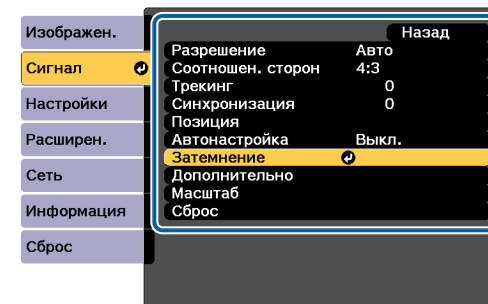 Изображен.
Сигнал
Настройки
Расширен.
Сеть
Информация
Сброс
Назад
Разрешение Авто
Соотношен. сторон 4:3
Трекинг 0
Синхронизация 0
Позиция
Автонастройка Выкл.
Затемнение
Дополнительно
Масштаб
Сброс